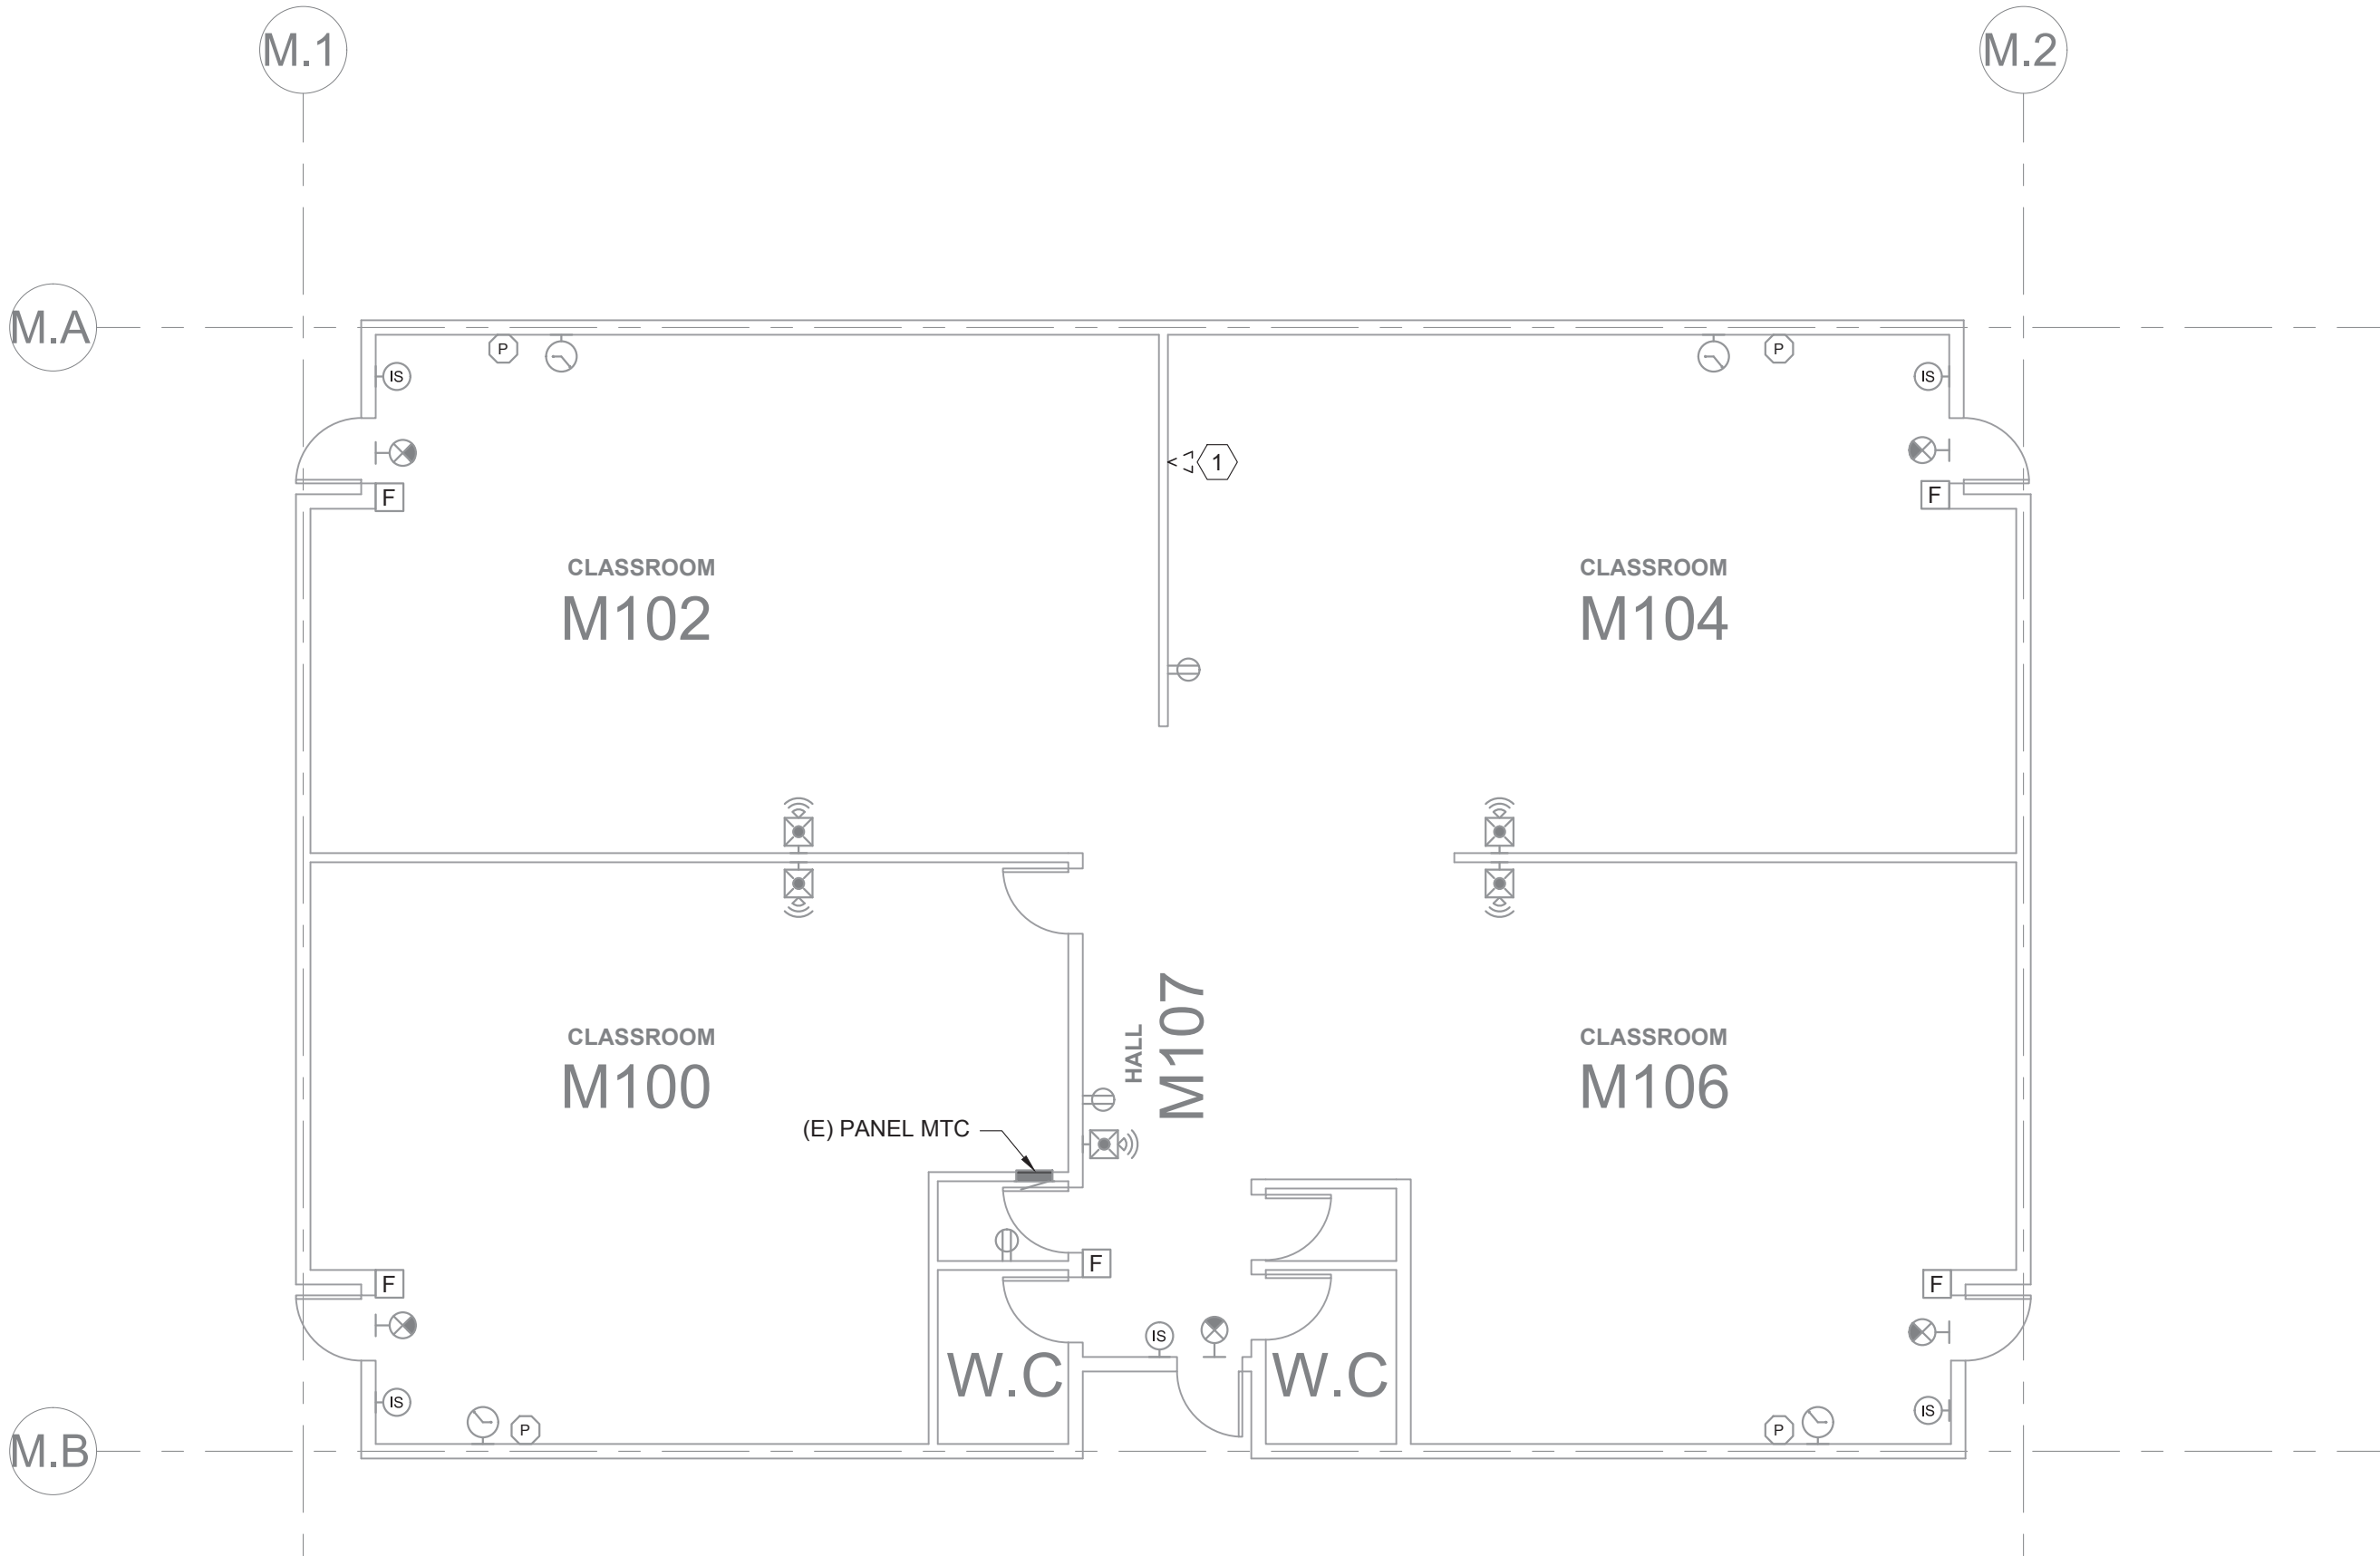 M.1
M.2
M.A
P
P
IS
IS
1
F
F
CLASSROOM
M102
CLASSROOM
M104
CLASSROOM
M100
HALL
M107
CLASSROOM
M106
(E) PANEL MTC
F
F
F
IS
W.C
W.C
IS
IS
P
P
M.B